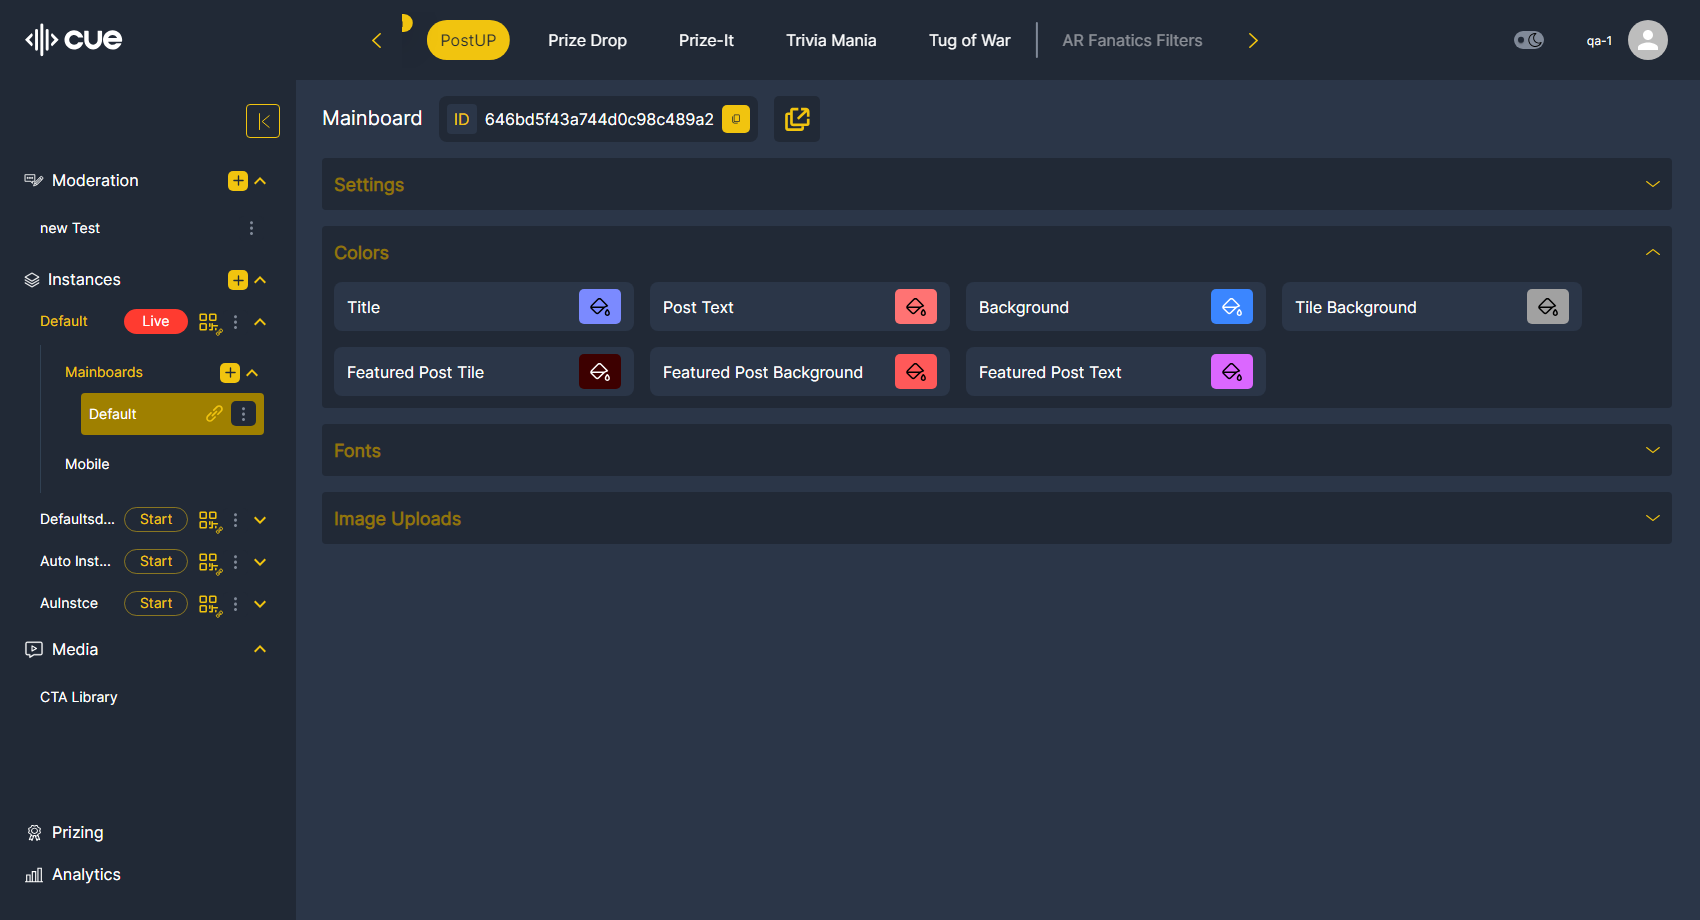 cue
PostUP
Prize Drop
Prize-It
Trivia Mania
Tug of War
AR Fanatics Filters
qa-1
Mainboard
ID
646bd5f43a744d0c98c489a2
Moderation
new Test
Instances
Default
Live
Mainboards
Default
Mobile
Defaultsd...
Start
Auto Inst...
Start
AuInstce
Start
Media
CTA Library
Prizing
Analytics
Settings
Colors
Title
Post Text
Background
Tile Background
Featured Post Tile
Featured Post Background
Featured Post Text
Fonts
Image Uploads